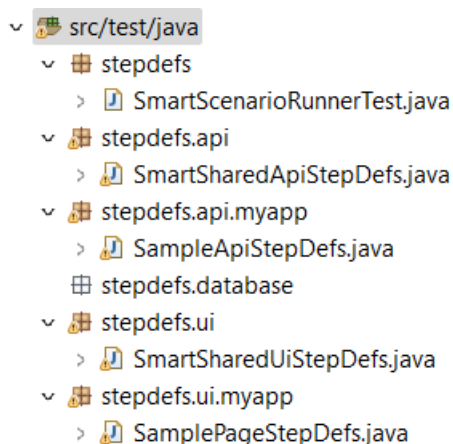 src/test/java
stepdefs
SmartScenarioRunnerTest.java
stepdefs.api
SmartSharedApiStepDefs.java
stepdefs.api.myapp
SampleApiStepDefs.java
stepdefs.database
stepdefs.ui
SmartSharedUiStepDefs.java
stepdefs.ui.myapp
SamplePageStepDefs.java